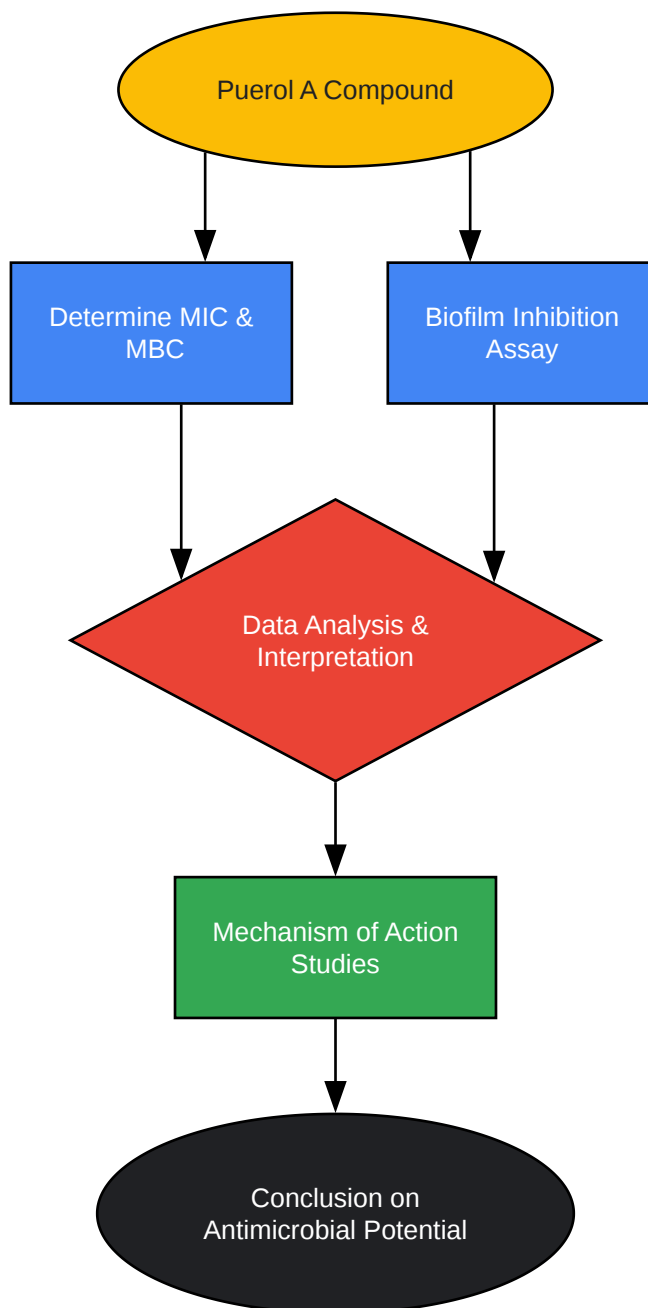 Puerol A Compound
Determine MIC &
MBC
Biofilm Inhibition
Assay
Data Analysis &
Interpretation
Mechanism of Action
Studies
Conclusion on
Antimicrobial Potential